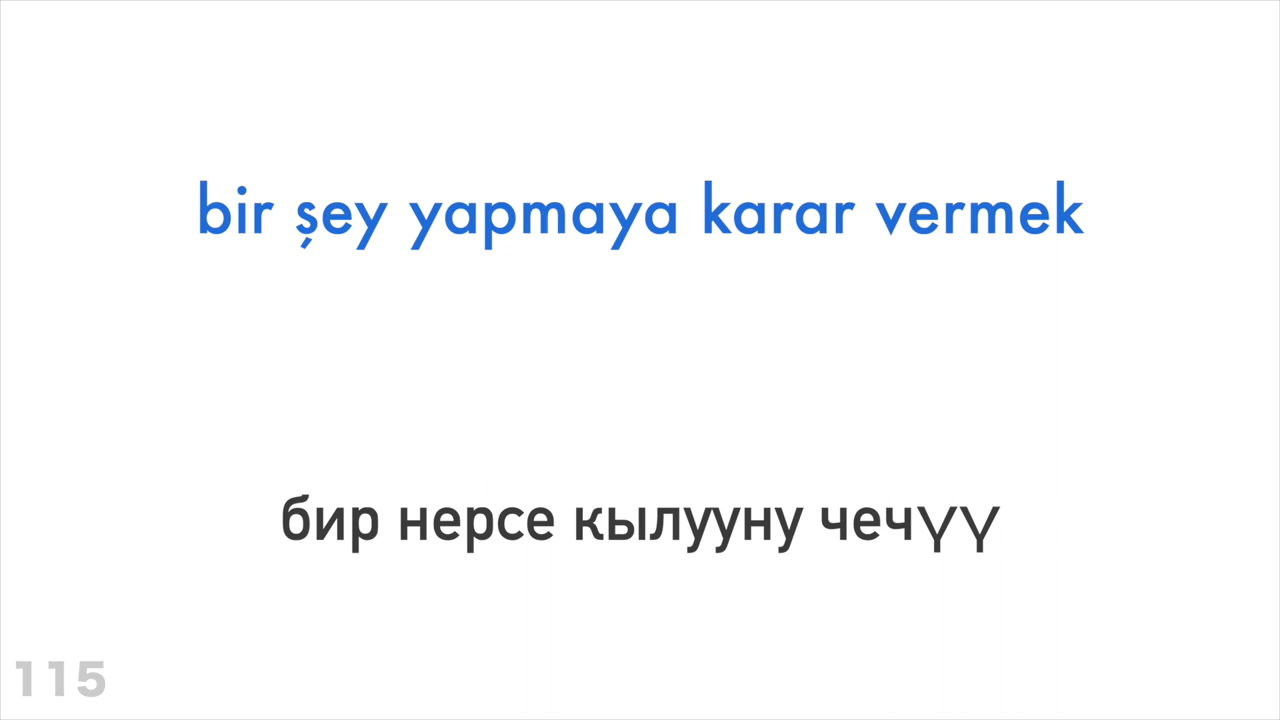 bir şey yapmaya karar vermek
бир нерсе кылууну чечүү
115